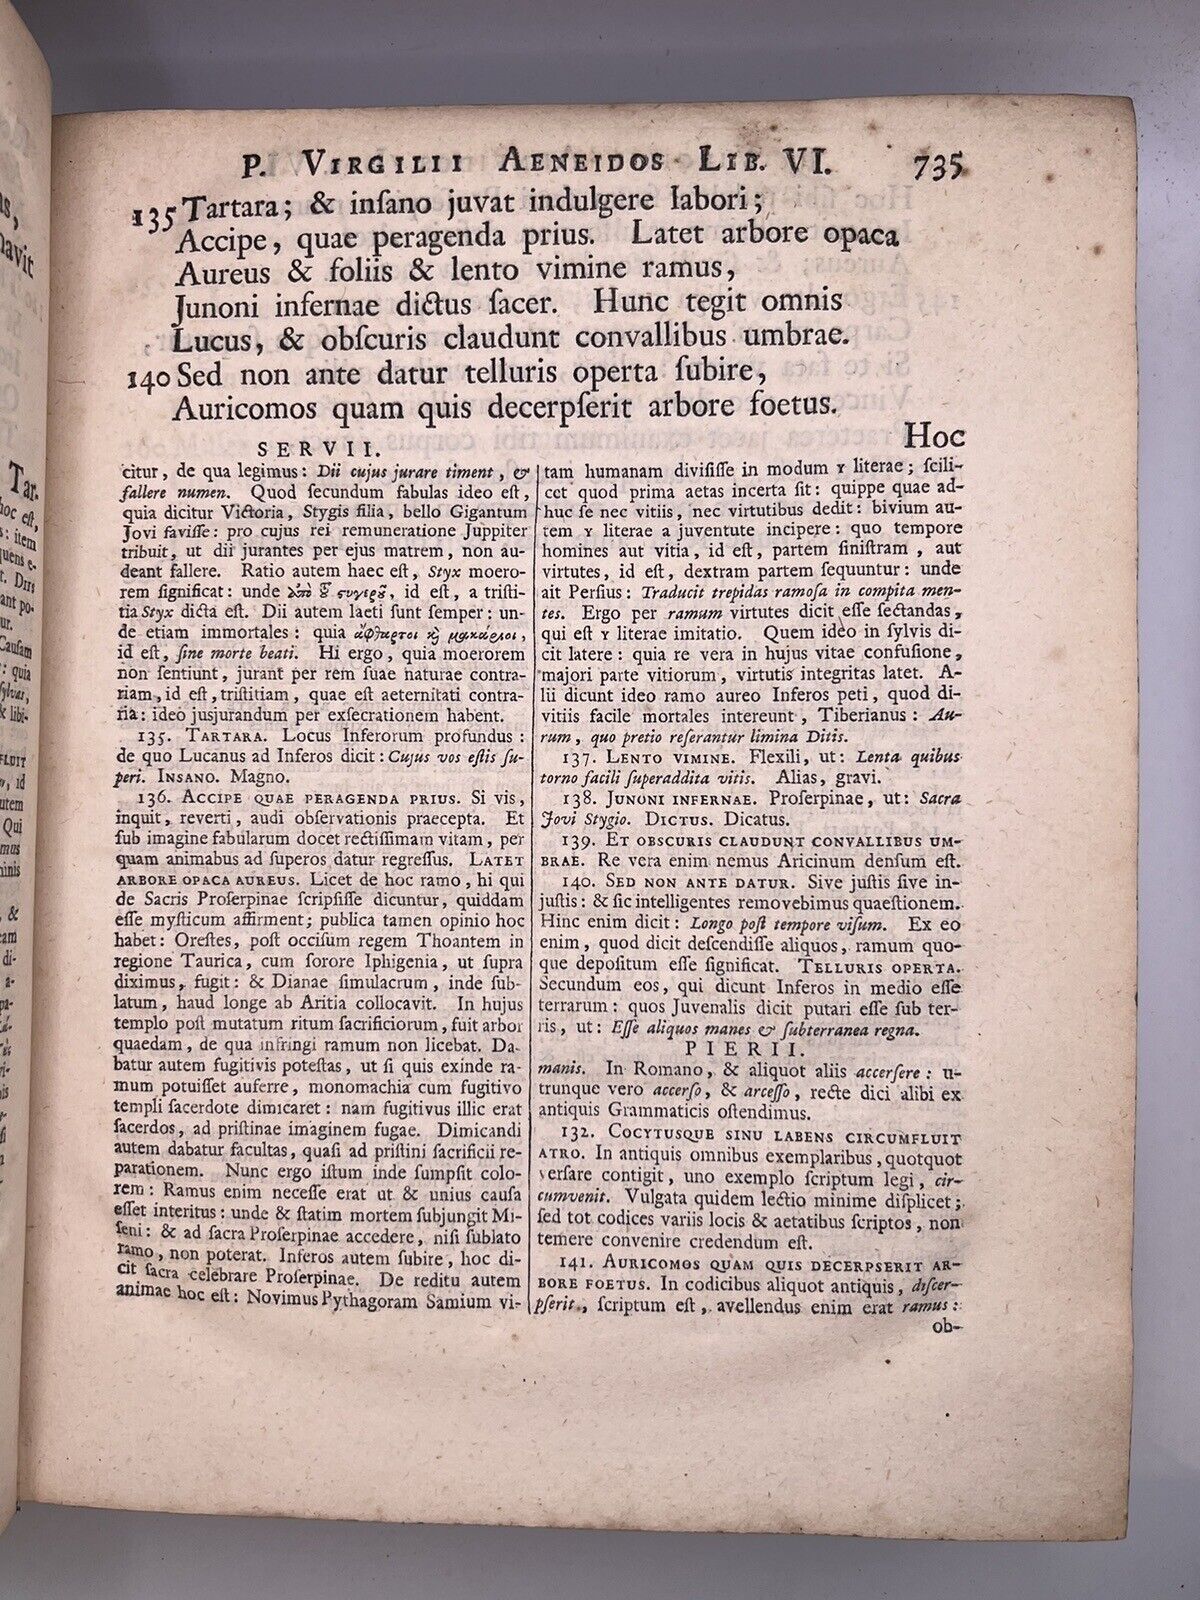 P. VIRGILII AENEIDOS LIB. VI. 735
135 Tartara; & inſano juvat indulgere labori;
Accipe, quae peragenda prius. Latet arbore opaca
Aureus & foliis & lento vimine ramus,
Junoni infernae dictus ſacer. Hunc tegit omnis
Lucus, & obſcuris claudunt convallibus umbrae.
140 Sed non ante datur telluris operta ſubire,
Auricomos quam quis decerpſerit arbore foetus.
Hoc
SERVII.
citur, de qua legimus: Dii cujus jurare timent, &
fallere numen. Quod ſecundum fabulas ideo eſt,
quia dicitur Victoria, Stygis filia, bello Gigantum
Jovi faviſſe: pro cujus rei remuneratione Juppiter
tribuit, ut dii jurantes per ejus matrem, non au-
deant fallere. Ratio autem haec eſt, Styx moero-
rem ſignificat: unde ἀπὸ τοῦ στυγεροῦ, id eſt, a triſti-
tia Styx dicta eſt. Dii autem laeti ſunt ſemper: un-
de etiam immortales: quia ἄφθαρτοι καὶ μακάριοι,
id eſt, ſine morte beati. Hi ergo, quia moerorem
non ſentiunt, jurant per rem ſuae naturae contra-
riam, id eſt, triſtitiam, quae eſt aeternitati contra-
ria: ideo jusjurandum per exſecrationem habent.
135. TARTARA. Locus Inferorum profundus:
de quo Lucanus ad Inferos dicit: Cujus vos eſtis ſu-
peri. INSANO. Magno.
136. ACCIPE QUAE PERAGENDA PRIUS. Si vis,
inquit, reverti, audi obſervationis praecepta. Et
ſub imagine fabularum docet rectiſſimam vitam, per
quam animabus ad ſuperos datur regreſſus. LATET
ARBORE OPACA AUREUS. Licet de hoc ramo, hi qui
de Sacris Proſerpinae ſcripſiſſe dicuntur, quiddam
eſſe myſticum affirment; publica tamen opinio hoc
habet: Oreſtes, poſt occiſum regem Thoantem in
regione Taurica, cum ſorore Iphigenia, ut ſupra
diximus, fugit: & Dianae ſimulacrum, inde ſub-
latum, haud longe ab Aritia collocavit. In hujus
templo poſt mutatum ritum ſacrificiorum, fuit arbor
quaedam, de qua infringi ramum non licebat. Da-
batur autem fugitivis poteſtas, ut ſi quis exinde ra-
mum potuiſſet auferre, monomachia cum fugitivo
templi ſacerdote dimicaret: nam fugitivus illic erat
ſacerdos, ad priſtinae imaginem fugae. Dimicandi
autem dabatur facultas, quaſi ad priſtini ſacrificii re-
parationem. Nunc ergo iſtum inde ſumpſit colo-
rem: Ramus enim neceſſe erat ut & unius cauſa
eſſet interitus: unde & ſtatim mortem ſubjungit Mi-
ſeni: & ad ſacra Proſerpinae accedere, niſi ſublato
ramo, non poterat. Inferos autem ſubire, hoc di-
cit ſacra celebrare Proſerpinae. De reditu autem
animae hoc eſt: Novimus Pythagoram Samium vi-
tam humanam diviſiſſe in modum Y literae; ſcili-
cet quod prima aetas incerta ſit: quippe quae ad-
huc ſe nec vitiis, nec virtutibus dedit: bivium au-
tem Y literae a juventute incipere: quo tempore
homines aut vitia, id eſt, partem ſiniſtram, aut
virtutes, id eſt, dextram partem ſequuntur: unde
ait Perſius: Traducit trepidas ramoſa in compita men-
tes. Ergo per ramum virtutes dicit eſſe ſectandas,
qui eſt Y literae imitatio. Quem ideo in ſylvis di-
cit latere: quia re vera in hujus vitae confuſione,
majori parte vitiorum, virtutis integritas latet. A-
lii dicunt ideo ramo aureo Inferos peti, quod di-
vitiis facile mortales intereunt, Tiberianus: Au-
rum, quo pretio reſerantur limina Ditis.
137. LENTO VIMINE. Flexili, ut: Lenta quibus
torno facili ſuperaddita vitis. Alias, gravi.
138. JUNONI INFERNAE. Proſerpinae, ut: Sacra
Jovi Stygio. DICTUS. Dicatus.
139. ET OBSCURIS CLAUDUNT CONVALLIBUS UM-
BRAE. Re vera enim nemus Aricinum denſum eſt.
140. SED NON ANTE DATUR. Sive juſtis ſive in-
juſtis: & ſic intelligentes removebimus quaeſtionem.
Hinc enim dicit: Longo poſt tempore viſum. Ex eo
enim, quod dicit deſcendiſſe aliquos, ramum quo-
que depoſitum eſſe ſignificat. TELLURIS OPERTA.
Secundum eos, qui dicunt Inferos in medio eſſe
terrarum: quos Juvenalis dicit putari eſſe ſub ter-
ris, ut: Eſſe aliquos manes & ſubterranea regna.
PIERII.
manis. In Romano, & aliquot aliis accerſere: u-
trunque vero accerſo, & arceſſo, recte dici alibi ex
antiquis Grammaticis oſtendimus.
132. COCYTUSQUE SINU LABENS CIRCUMFLUIT
ATRO. In antiquis omnibus exemplaribus, quotquot
verſare contigit, uno exemplo ſcriptum legi, cir-
cumvenit. Vulgata quidem lectio minime diſplicet;
ſed tot codices variis locis & aetatibus ſcriptos, non
temere convenire credendum eſt.
141. AURICOMOS QUAM QUIS DECERPSERIT AR-
BORE FOETUS. In codicibus aliquot antiquis, diſcer-
pſerit, ſcriptum eſt, avellendus enim erat ramus:
ob-